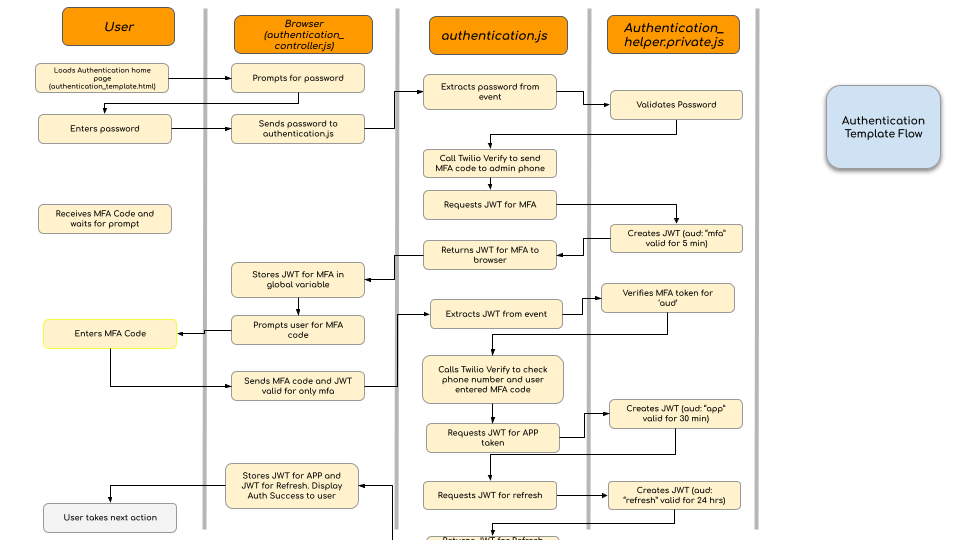 User
Browser
(authentication_
controller.js)
authentication.js
Authentication_
helper.private.js
Loads Authentication home
page
(authentication_template.html)
Prompts for password
Extracts password from
event
Validates Password
Authentication
Template Flow
Enters password
Sends password to
authentication.js
Call Twilio Verify to send
MFA code to admin phone
Requests JWT for MFA
Receives MFA Code and
waits for prompt
Creates JWT (aud: "mfa"
valid for 5 min)
Returns JWT for MFA to
browser
Stores JWT for MFA in
global variable
Verifies MFA token for
'aud'
Extracts JWT from event
Enters MFA Code
Prompts user for MFA
code
Calls Twilio Verify to check
phone number and user
entered MFA code
Sends MFA code and JWT
valid for only mfa
Creates JWT (aud: "app"
valid for 30 min)
Requests JWT for APP
taken
Stores JWT for APP and
JWT for Refresh. Display
Auth Success to user
Requests JWT for refresh
Creates JWT (aud:
"refresh" valid for 24 hrs)
User takes next action
Returns JWT for Refresh